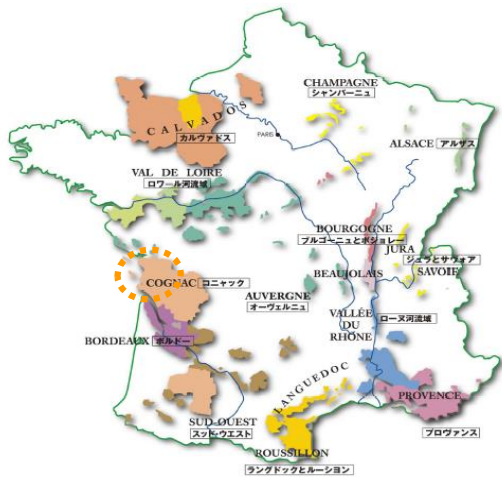 CHAMPAGNE
シャンパーニュ
CALVADOS
カルヴァドス
PARIS
ALSACE アルザス
VAL DE LOIRE
ロワール河流域
BOURGOGNE
ブルゴーニュとボジョレー
JURA
ジュラとサヴォア
SAVOIE
BEAUJOLAIS
COGNAC コニャック
AUVERGNE
オーヴェルニュ
VALLÉE
DU
RHÔNE
ローヌ河流域
BORDEAUX ボルドー
LANGUEDOC
PROVENCE
プロヴァンス
SUD-OUEST
スッド・ウエスト
ROUSSILLON
ラングドックとルーション